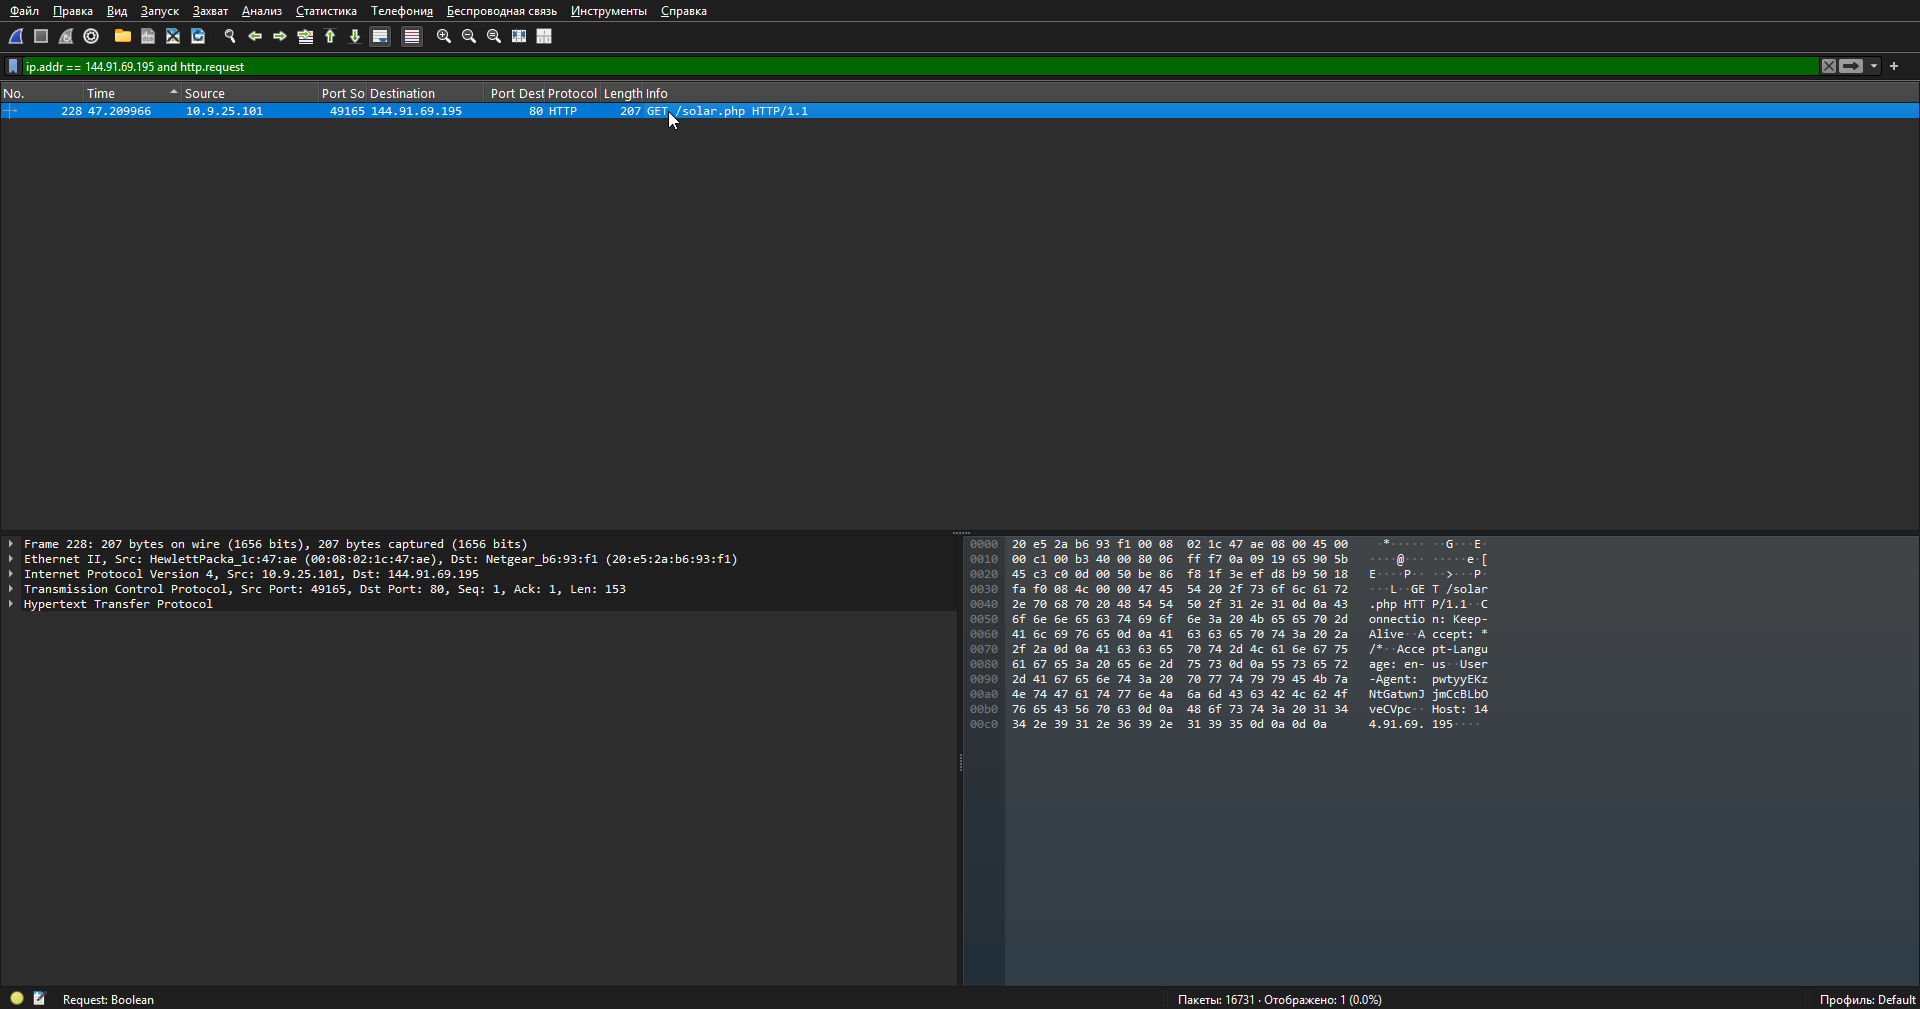 Файл Правка Вид Запуск Захват Анализ Статистика Телефония Беспроводная связь Инструменты Справка
ip.addr == 144.91.69.195 and http.request
No. Time Source Port So Destination Port Dest Protocol Length Info
228 47.209966 10.9.25.101 49165 144.91.69.195 80 HTTP 207 GET /solar.php HTTP/1.1
Frame 228: 207 bytes on wire (1656 bits), 207 bytes captured (1656 bits)
Ethernet II, Src: HewlettPacka_1c:47:ae (00:08:02:1c:47:ae), Dst: Netgear_b6:93:f1 (20:e5:2a:b6:93:f1)
Internet Protocol Version 4, Src: 10.9.25.101, Dst: 144.91.69.195
Transmission Control Protocol, Src Port: 49165, Dst Port: 80, Seq: 1, Ack: 1, Len: 153
Hypertext Transfer Protocol
0000 20 e5 2a b6 93 f1 00 08 02 1c 47 ae 08 00 45 00 ·*····· ··G···E·
0010 00 c1 00 b3 40 00 80 06 ff f7 0a 09 19 65 90 5b ····@··· ·····e·[
0020 45 c3 c0 0d 00 50 be 86 f8 1f 3e ef d8 b9 50 18 E····P·· ··>···P·
0030 fa f0 08 4c 00 00 47 45 54 20 2f 73 6f 6c 61 72 ···L··GE T /solar
0040 2e 70 68 70 20 48 54 54 50 2f 31 2e 31 0d 0a 43 .php HTT P/1.1··C
0050 6f 6e 6e 65 63 74 69 6f 6e 3a 20 4b 65 65 70 2d onnectio n: Keep-
0060 41 6c 69 76 65 0d 0a 41 63 63 65 70 74 3a 20 2a Alive··A ccept: *
0070 2f 2a 0d 0a 41 63 63 65 70 74 2d 4c 61 6e 67 75 /*··Acce pt-Langu
0080 61 67 65 3a 20 65 6e 2d 75 73 0d 0a 55 73 65 72 age: en- us··User
0090 2d 41 67 65 6e 74 3a 20 70 77 74 79 79 45 4b 7a -Agent: pwtyyEKz
00a0 4e 74 47 61 74 77 6e 4a 6a 6d 43 63 42 4c 62 4f NtGatwnJ jmCcBLbO
00b0 76 65 43 56 70 63 0d 0a 48 6f 73 74 3a 20 31 34 veCVpc·· Host: 14
00c0 34 2e 39 31 2e 36 39 2e 31 39 35 0d 0a 0d 0a 4.91.69. 195····
Request: Boolean
Пакеты: 16731 · Отображено: 1 (0.0%)
Профиль: Default